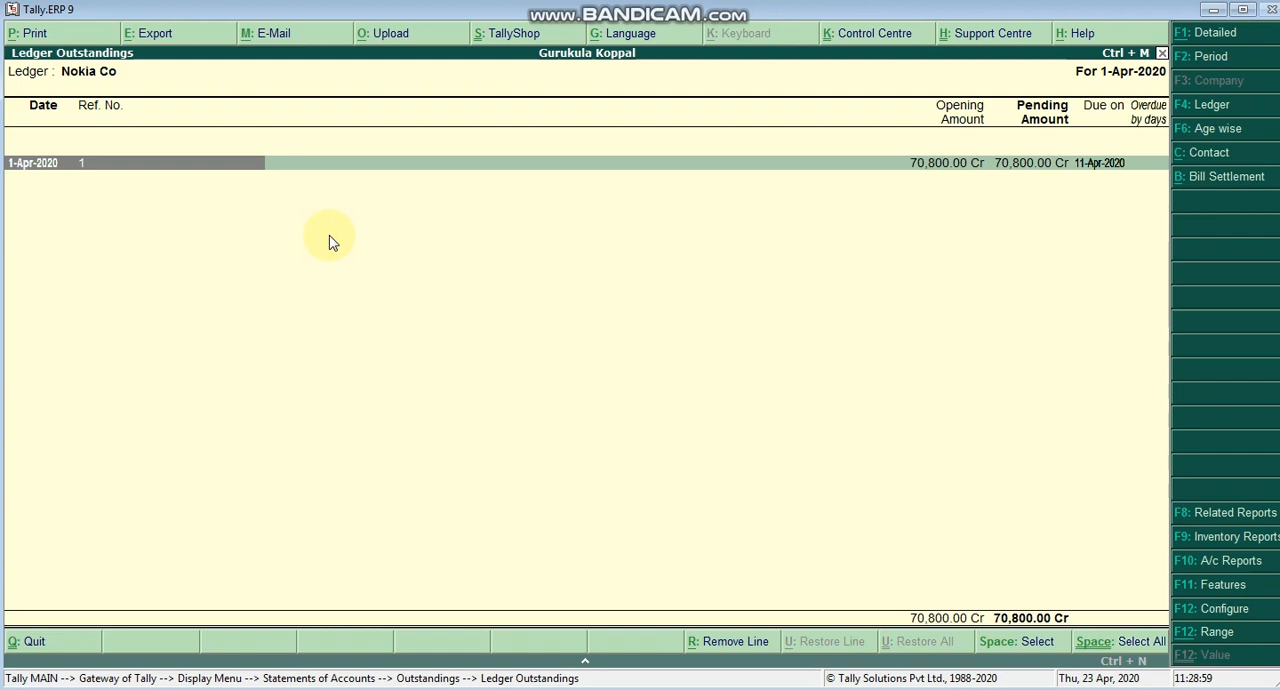 Tally.ERP 9
www.BANDICAM.com
P: Print E: Export M: E-Mail O: Upload S: TallyShop G: Language K: Keyboard K: Control Centre H: Support Centre H: Help
Ledger Outstandings Gurukula Koppal Ctrl + M
Ledger : Nokia Co For 1-Apr-2020
Date Ref. No. Opening Amount Pending Amount Due on Overdue by days
1-Apr-2020 1 70,800.00 Cr 70,800.00 Cr 11-Apr-2020
70,800.00 Cr 70,800.00 Cr
Q: Quit R: Remove Line U: Restore Line U: Restore All Space: Select Space: Select All
Ctrl + N
Tally MAIN --> Gateway of Tally --> Display Menu --> Statements of Accounts --> Outstandings --> Ledger Outstandings © Tally Solutions Pvt Ltd., 1988-2020 Thu, 23 Apr, 2020 11:28:59
F1: Detailed
F2: Period
F3: Company
F4: Ledger
F6: Age wise
C: Contact
B: Bill Settlement
F8: Related Reports
F9: Inventory Reports
F10: A/c Reports
F11: Features
F12: Configure
F12: Range
F12: Value